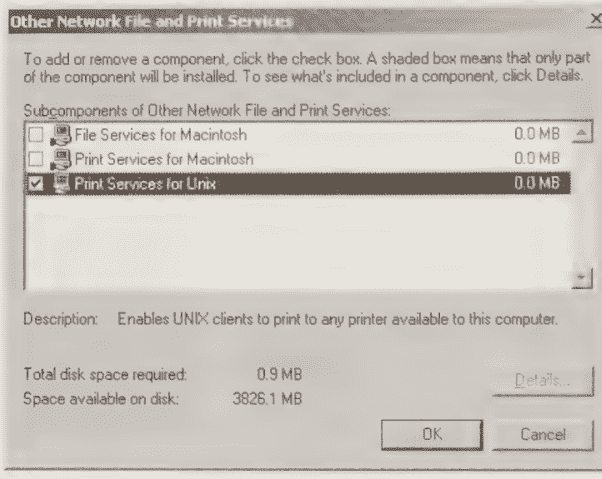 Other Network File and Print Services
To add or remove a component, click the check box. A shaded box means that only part
of the component will be installed. To see what's included in a component, click Details.
Subcomponents of Other Network File and Print Services:
File Services for Macintosh 0.0 MB
Print Services for Macintosh 0.0 MB
Print Services for Unix 0.0 MB
Description: Enables UNIX clients to print to any printer available to this computer.
Total disk space required: 0.9 MB
Space available on disk: 3826.1 MB
Details...
OK Cancel